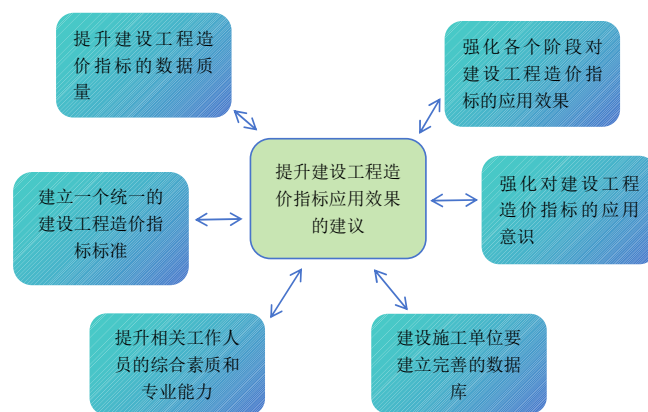 提升建设工程造
价指标的数据质
量
强化各个阶段对
建设工程造价指
标的应用效果
提升建设工程造
价指标应用效果
的建议
建立一个统一的
建设工程造价指
标标准
强化对建设工程
造价指标的应用
意识
提升相关工作人
员的综合素质和
专业能力
建设施工单位要
建立完善的数据
库